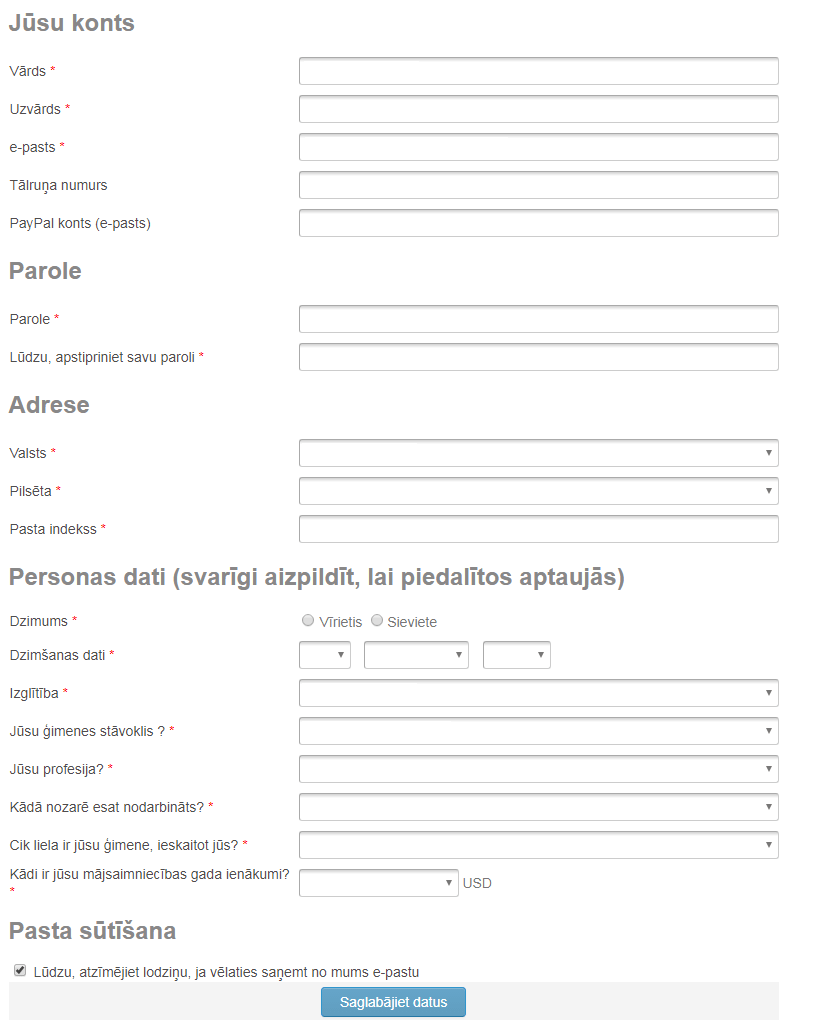 Jūsu konts
Vārds *
Uzvārds *
e-pasts *
Tālruņa numurs
PayPal konts (e-pasts)
Parole
Parole *
Lūdzu, apstipriniet savu paroli *
Adrese
Valsts *
Pilsēta *
Pasta indekss *
Personas dati (svarīgi aizpildīt, lai piedalītos aptaujās)
Dzimums * Vīrietis Sieviete
Dzimšanas dati *
Izglītība *
Jūsu ģimenes stāvoklis ? *
Jūsu profesija? *
Kādā nozarē esat nodarbināts? *
Cik liela ir jūsu ģimene, ieskaitot jūs? *
Kādi ir jūsu mājsaimniecības gada ienākumi?
* USD
Pasta sūtīšana
Lūdzu, atzīmējiet lodziņu, ja vēlaties saņemt no mums e-pastu
Saglabājiet datus